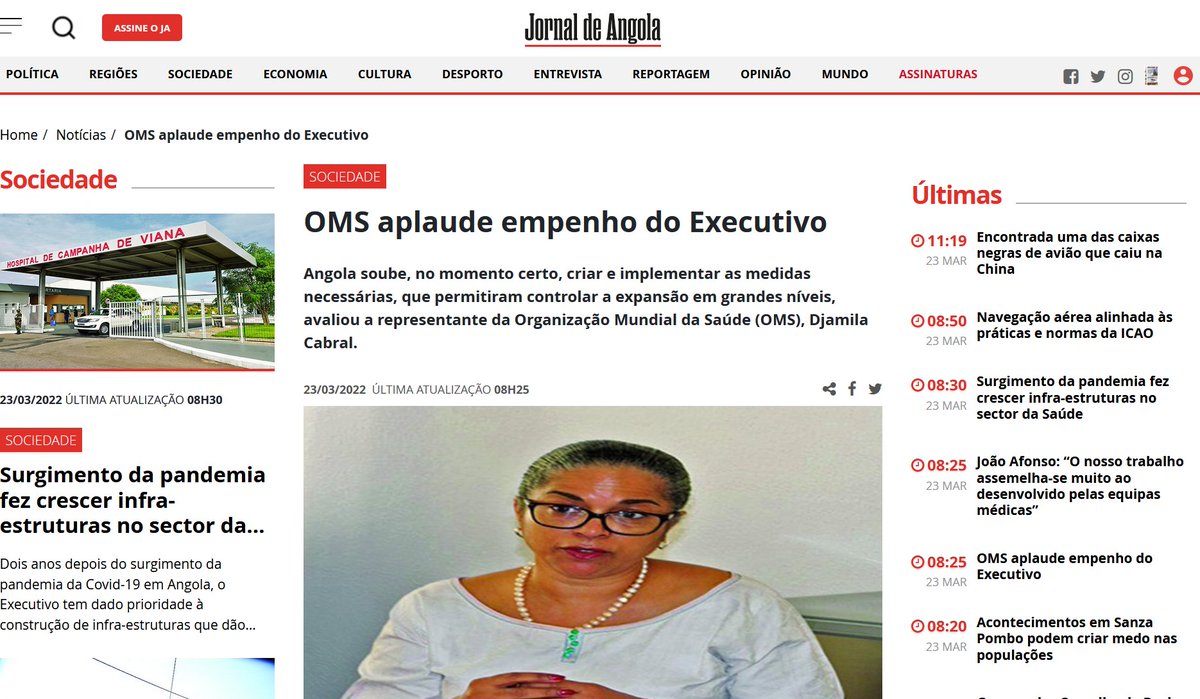 ASSINE O JA
Jornal de Angola
POLÍTICA REGIÕES SOCIEDADE ECONOMIA CULTURA DESPORTO ENTREVISTA REPORTAGEM OPINIÃO MUNDO ASSINATURAS
Home / Notícias / OMS aplaude empenho do Executivo
Sociedade
HOSPITAL DE CAMPANHA DE VIANA
23/03/2022 ÚLTIMA ATUALIZAÇÃO 08H30
SOCIEDADE
Surgimento da pandemia
fez crescer infra-
estruturas no sector da...
Dois anos depois do surgimento da
pandemia da Covid-19 em Angola, o
Executivo tem dado prioridade à
construção de infra-estruturas que dão...
SOCIEDADE
OMS aplaude empenho do Executivo
Angola soube, no momento certo, criar e implementar as medidas
necessárias, que permitiram controlar a expansão em grandes níveis,
avaliou a representante da Organização Mundial da Saúde (OMS), Djamila
Cabral.
23/03/2022 ÚLTIMA ATUALIZAÇÃO 08H25
Últimas
11:19
23 MAR
Encontrada uma das caixas
negras de avião que caiu na
China
08:50
23 MAR
Navegação aérea alinhada às
práticas e normas da ICAO
08:30
23 MAR
Surgimento da pandemia fez
crescer infra-estruturas no
sector da Saúde
08:25
23 MAR
João Afonso: “O nosso trabalho
assemelha-se muito ao
desenvolvido pelas equipas
médicas”
08:25
23 MAR
OMS aplaude empenho do
Executivo
08:20
23 MAR
Acontecimentos em Sanza
Pombo podem criar medo nas
populações